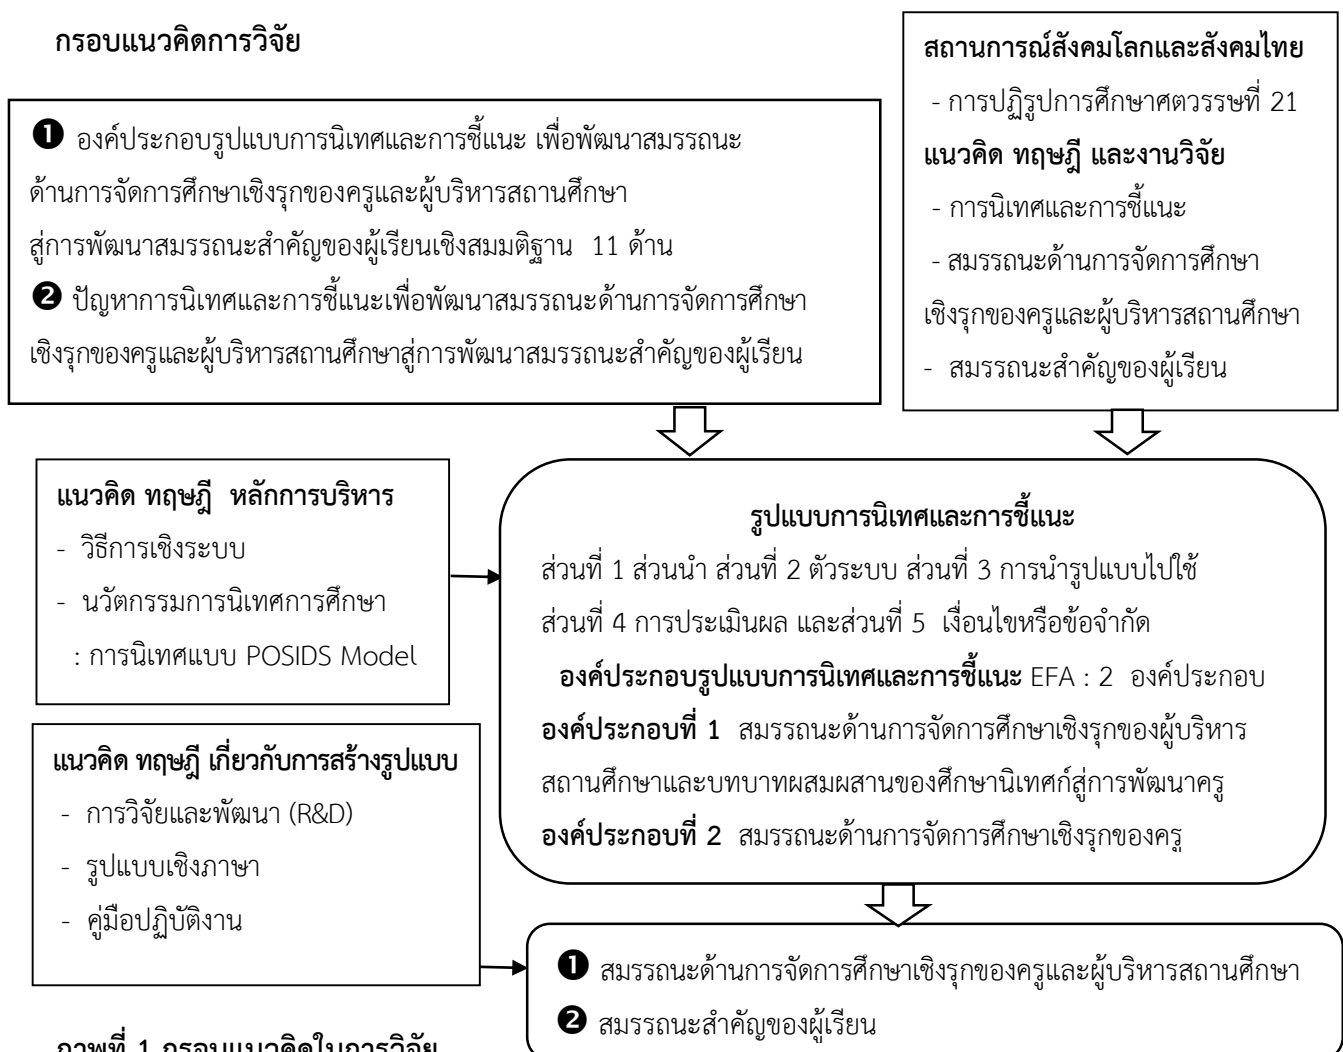 กรอบแนวคิดการวิจัย
❶ องค์ประกอบรูปแบบการนิเทศและการชี้แนะ เพื่อพัฒนาสมรรถนะ
ด้านการจัดการศึกษาเชิงรุกของครูและผู้บริหารสถานศึกษา
สู่การพัฒนาสมรรถนะสำคัญของผู้เรียนเชิงสมมติฐาน 11 ด้าน
❷ ปัญหาการนิเทศและการชี้แนะเพื่อพัฒนาสมรรถนะด้านการจัดการศึกษา
เชิงรุกของครูและผู้บริหารสถานศึกษาสู่การพัฒนาสมรรถนะสำคัญของผู้เรียน
สถานการณ์สังคมโลกและสังคมไทย
- การปฏิรูปการศึกษาศตวรรษที่ 21
แนวคิด ทฤษฎี และงานวิจัย
- การนิเทศและการชี้แนะ
- สมรรถนะด้านการจัดการศึกษา
เชิงรุกของครูและผู้บริหารสถานศึกษา
- สมรรถนะสำคัญของผู้เรียน
แนวคิด ทฤษฎี หลักการบริหาร
- วิธีการเชิงระบบ
- นวัตกรรมการนิเทศการศึกษา
: การนิเทศแบบ POSIDS Model
รูปแบบการนิเทศและการชี้แนะ
ส่วนที่ 1 ส่วนนำ ส่วนที่ 2 ตัวระบบ ส่วนที่ 3 การนำรูปแบบไปใช้
ส่วนที่ 4 การประเมินผล และส่วนที่ 5 เงื่อนไขหรือข้อจำกัด
องค์ประกอบรูปแบบการนิเทศและการชี้แนะ EFA : 2 องค์ประกอบ
องค์ประกอบที่ 1 สมรรถนะด้านการจัดการศึกษาเชิงรุกของผู้บริหาร
สถานศึกษาและบทบาทผสมผสานของศึกษานิเทศก์สู่การพัฒนาครู
องค์ประกอบที่ 2 สมรรถนะด้านการจัดการศึกษาเชิงรุกของครู
แนวคิด ทฤษฎี เกี่ยวกับการสร้างรูปแบบ
- การวิจัยและพัฒนา (R&D)
- รูปแบบเชิงภาษา
- คู่มือปฏิบัติงาน
❶ สมรรถนะด้านการจัดการศึกษาเชิงรุกของครูและผู้บริหารสถานศึกษา
❷ สมรรถนะสำคัญของผู้เรียน
ภาพที่ 1 กรอบแนวคิดในการวิจัย